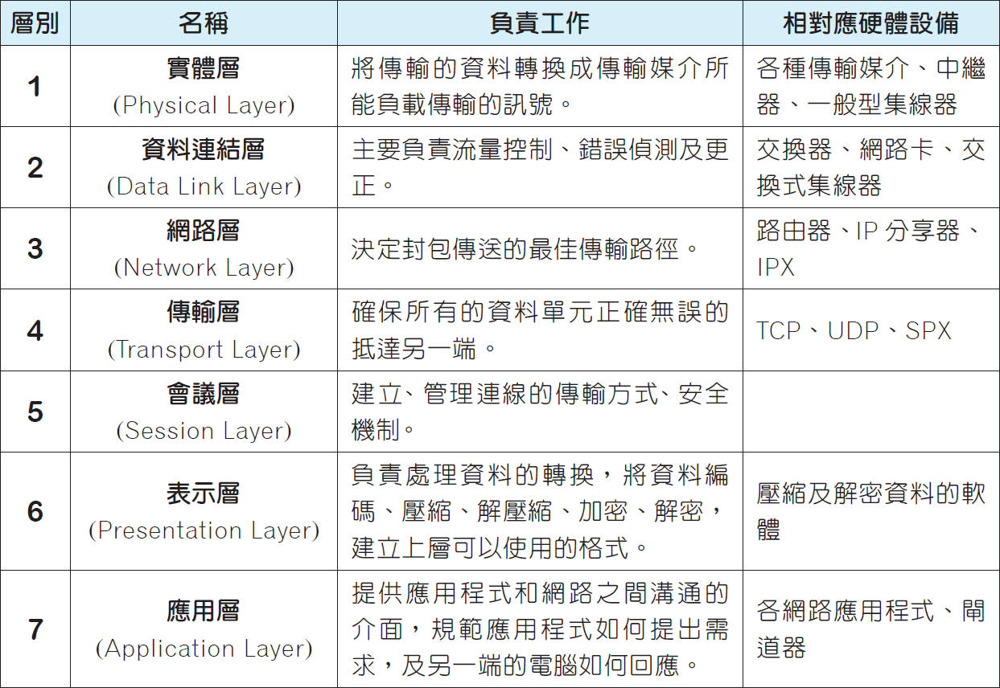 層別 名稱 負責工作 相對應硬體設備
1
實體層
(Physical Layer)
將傳輸的資料轉換成傳輸媒介所
能負載傳輸的訊號。
各種傳輸媒介、中繼
器、一般型集線器
2
資料連結層
(Data Link Layer)
主要負責流量控制、錯誤偵測及更
正。
交換器、網路卡、交
換式集線器
3
網路層
(Network Layer)
決定封包傳送的最佳傳輸路徑。
路由器、IP 分享器、
IPX
4
傳輸層
(Transport Layer)
確保所有的資料單元正確無誤的
抵達另一端。
TCP、UDP、SPX
5
會議層
(Session Layer)
建立、管理連線的傳輸方式、安全
機制。
6
表示層
(Presentation Layer)
負責處理資料的轉換，將資料編
碼、壓縮、解壓縮、加密、解密，
建立上層可以使用的格式。
壓縮及解密資料的軟
體
7
應用層
(Application Layer)
提供應用程式和網路之間溝通的
介面，規範應用程式如何提出需
求，及另一端的電腦如何回應。
各網路應用程式、閘
道器